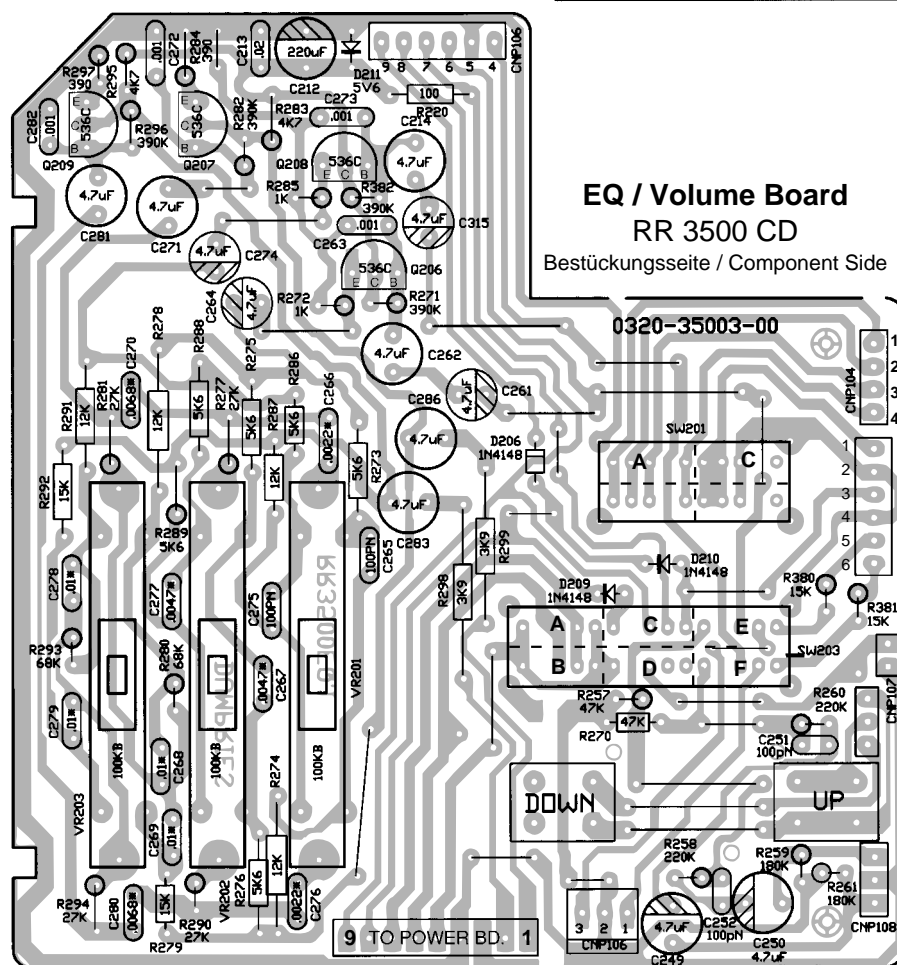 EQ / Volume Board
RR 3500 CD
Bestückungsseite / Component Side
0320-35003-00
R297
390
R295
4K7
.001
C272
R284
390
C213
.02
220uF
C212
D211
5V6
9 8 7 6 5 4
CNP106
100
R220
C282
.001
E
C
B
536C
Q209
R296
390K
E
C
B
536C
Q207
R282
390K
R283
4K7
C273
.001
536C
E C B
Q208
C214
4.7uF
R285
1K
R382
390K
4.7uF
C281
4.7uF
C271
4.7uF
C274
.001
C263
4.7uF
C315
536C
E C B
Q206
4.7uF
C264
R272
1K
R271
390K
4.7uF
C262
4.7uF
C261
R291
12K
R281
27K
C270
.0068*
R278
12K
R288
5K6
R277
27K
R275
5K6
R287
12K
R286
5K6
C266
.0022*
5K6
R273
C286
4.7uF
4.7uF
C283
D206
1N4148
SW201
A
C
CNP104
1
2
3
4
1
2
3
4
5
6
R292
15K
R289
5K6
100PN
C265
3K9
R299
R298
3K9
D210
1N4148
D209
1N4148
R380
15K
R381
15K
C278
.01*
C277
.0047*
C275
100PN
R293
68K
R280
68K
.0047*
C267
VR201
A
C
E
B
D
F
SW203
CNP107
C279
.01*
100KB
100KB
100KB
.01*
C268
R274
12K
R257
47K
47K
R270
R260
220K
C251
100pN
DOWN
UP
VR203
C269
.01*
R276
5K6
VR202
R294
27K
C280
.0068*
15K
R279
R290
27K
.0022*
C276
9 TO POWER BD. 1
3 2 1
CNP106
R258
220K
4.7uF
C249
C252
100pN
C250
4.7uF
R259
180K
R261
180K
CNP108